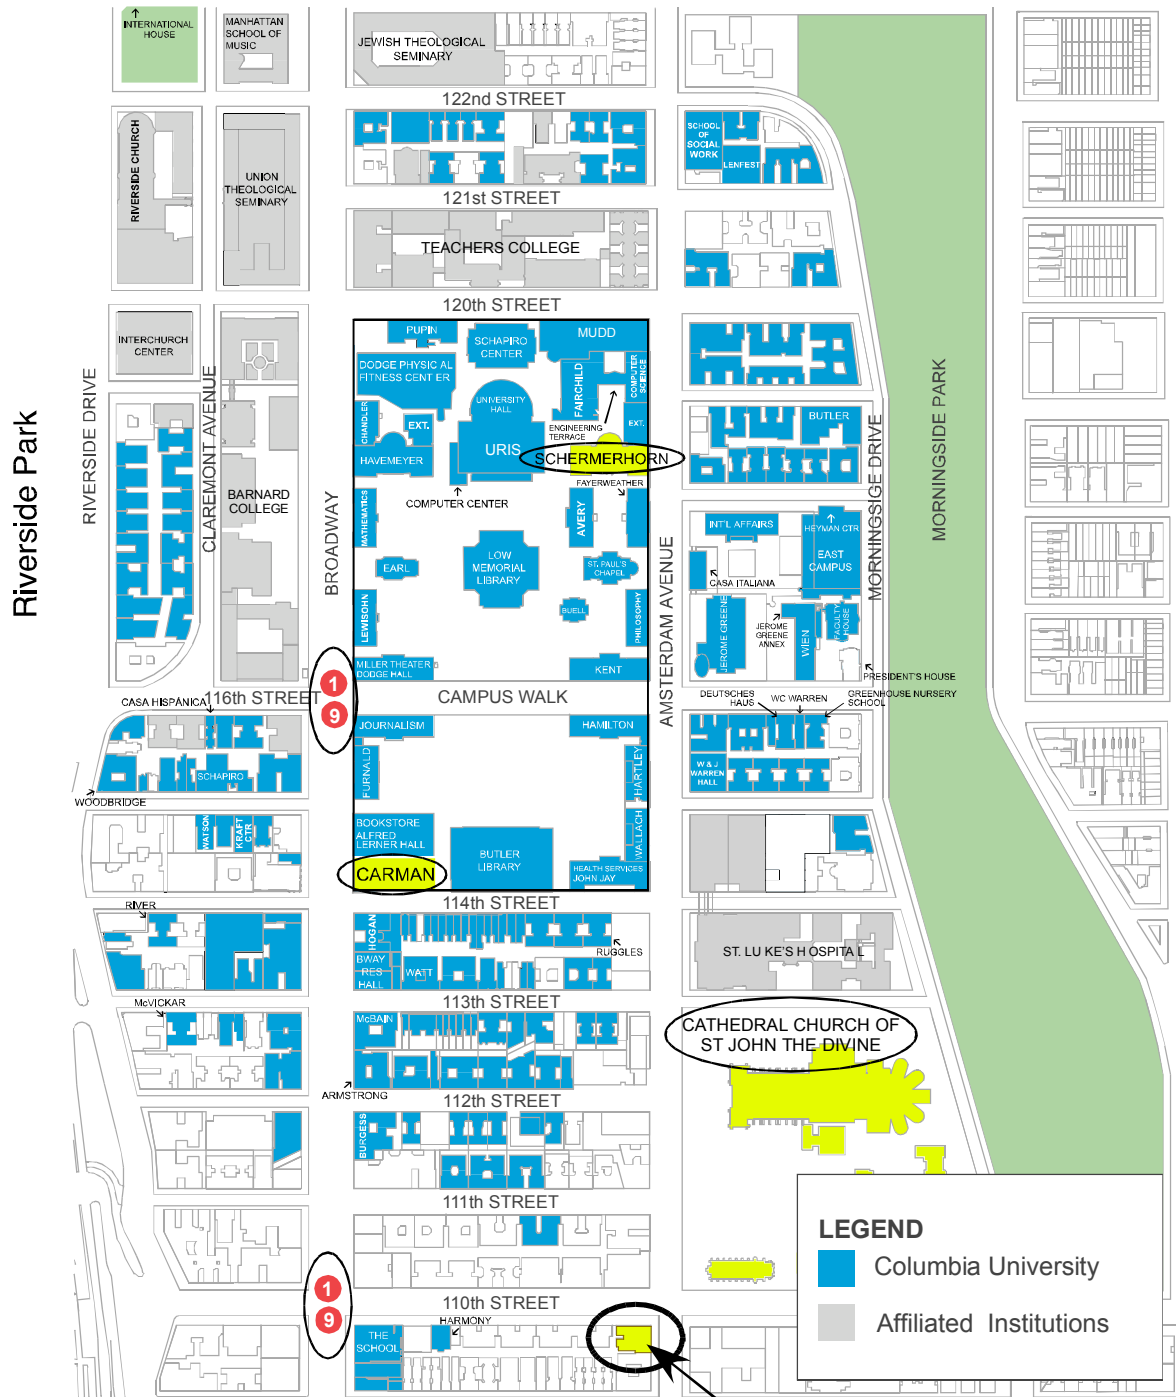 INTERNATIONAL
HOUSE
MANHATTAN
SCHOOL OF
MUSIC
JEWISH THEOLOGICAL
SEMINARY
122nd STREET
RIVERSIDE CHURCH
UNION
THEOLOGICAL
SEMINARY
SCHOOL
OF
SOCIAL
WORK
LENFEST
121st STREET
TEACHERS COLLEGE
120th STREET
INTERCHURCH
CENTER
PUPIN
SCHAPIRO
CENTER
MUDD
DODGE PHYSICAL
FITNESS CENTER
FAIRCHILD
COMPUTER
SCIENCE
UNIVERSITY
HALL
URIS
CHANDLER
EXT.
ENGINEERING
TERRACE
EXT.
BUTLER
HAVEMEYER
SCHERMERHORN
FAYERWEATHER
COMPUTER CENTER
Riverside Park
RIVERSIDE DRIVE
CLAREMONT AVENUE
BARNARD
COLLEGE
BROADWAY
MATHEMATICS
AVERY
INT'L AFFAIRS
HEYMAN CTR
EAST
CAMPUS
MORNINGSIDE DRIVE
MORNINGSIDE PARK
EARL
LOW
MEMORIAL
LIBRARY
ST. PAUL'S
CHAPEL
CASA ITALIANA
LEWISOHN
BUELL
PHILOSOPHY
AMSTERDAM AVENUE
JEROME GREENE
JEROME
GREENE
ANNEX
WIEN
FACULTY
HOUSE
MILLER THEATER
DODGE HALL
KENT
PRESIDENT'S HOUSE
116th STREET
1
9
CAMPUS WALK
DEUTSCHES
HAUS
WC WARREN
GREENHOUSE NURSERY
SCHOOL
CASA HISPANICA
JOURNALISM
HAMILTON
FURNALD
HARTLEY
W & J
WARREN
HALL
SCHAPIRO
WOODBRIDGE
WATSON
KRAFT
CTR
BOOKSTORE
ALFRED
LERNER HALL
BUTLER
LIBRARY
WALLACH
CARMAN
HEALTH SERVICES
JOHN JAY
114th STREET
RIVER
HOGAN
BWAY
RES
HALL
WATT
RUGGLES
ST. LUKE'S HOSPITAL
113th STREET
McVICKAR
McBAIN
CATHEDRAL CHURCH OF
ST JOHN THE DIVINE
ARMSTRONG
112th STREET
BURGESS
111th STREET
1
9
110th STREET
HARMONY
THE
SCHOOL
LEGEND
Columbia University
Affiliated Institutions